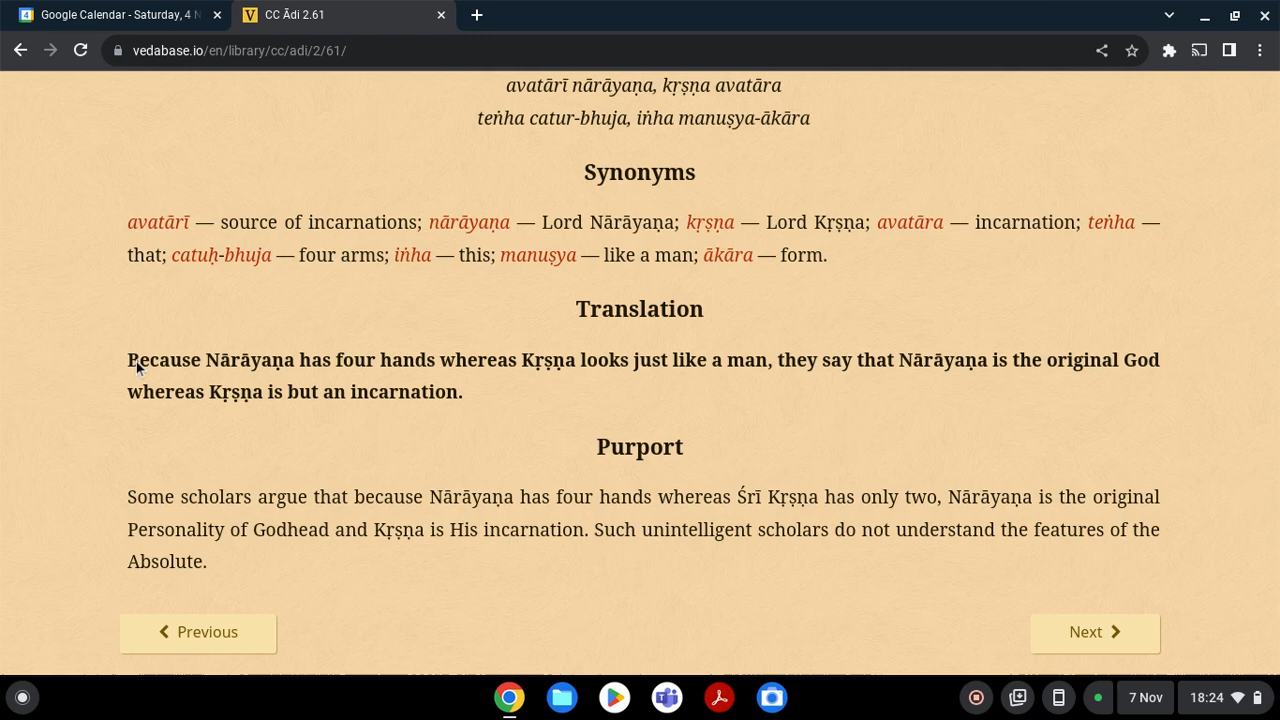 Google Calendar - Saturday, 4 N
CC Ādi 2.61
vedabase.io/en/library/cc/adi/2/61/
avatārī nārāyaṇa, kṛṣṇa avatāra
teṅha catur-bhuja, iṅha manuṣya-ākāra
Synonyms
avatārī — source of incarnations; nārāyaṇa — Lord Nārāyaṇa; kṛṣṇa — Lord Kṛṣṇa; avatāra — incarnation; teṅha —
that; catuḥ-bhuja — four arms; iṅha — this; manuṣya — like a man; ākāra — form.
Translation
Because Nārāyaṇa has four hands whereas Kṛṣṇa looks just like a man, they say that Nārāyaṇa is the original God
whereas Kṛṣṇa is but an incarnation.
Purport
Some scholars argue that because Nārāyaṇa has four hands whereas Śrī Kṛṣṇa has only two, Nārāyaṇa is the original
Personality of Godhead and Kṛṣṇa is His incarnation. Such unintelligent scholars do not understand the features of the
Absolute.
Previous
Next
7 Nov
18:24